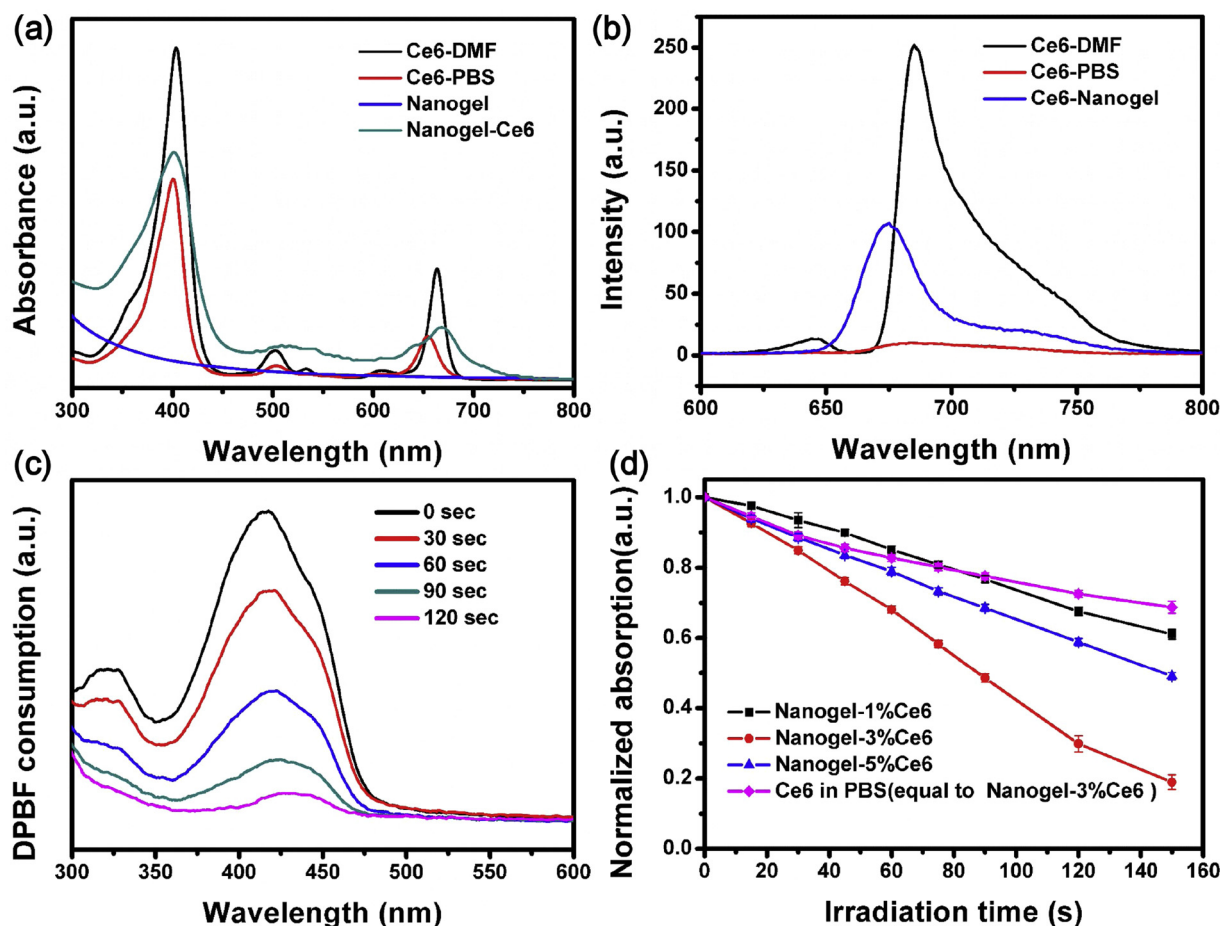 (a)
Ce6-DMF
Ce6-PBS
Nanogel
Nanogel-Ce6
Absorbance (a.u.)
300 400 500 600 700 800
Wavelength (nm)
(b)
250
200
150
100
50
0
Ce6-DMF
Ce6-PBS
Ce6-Nanogel
Intensity (a.u.)
600 650 700 750 800
Wavelength (nm)
(c)
0 sec
30 sec
60 sec
90 sec
120 sec
DPBF consumption (a.u.)
300 350 400 450 500 550 600
Wavelength (nm)
(d)
1.0
0.8
0.6
0.4
0.2
0.0
Nanogel-1%Ce6
Nanogel-3%Ce6
Nanogel-5%Ce6
Ce6 in PBS(equal to Nanogel-3%Ce6 )
Normalized absorption(a.u.)
0 20 40 60 80 100 120 140 160
Irradiation time (s)